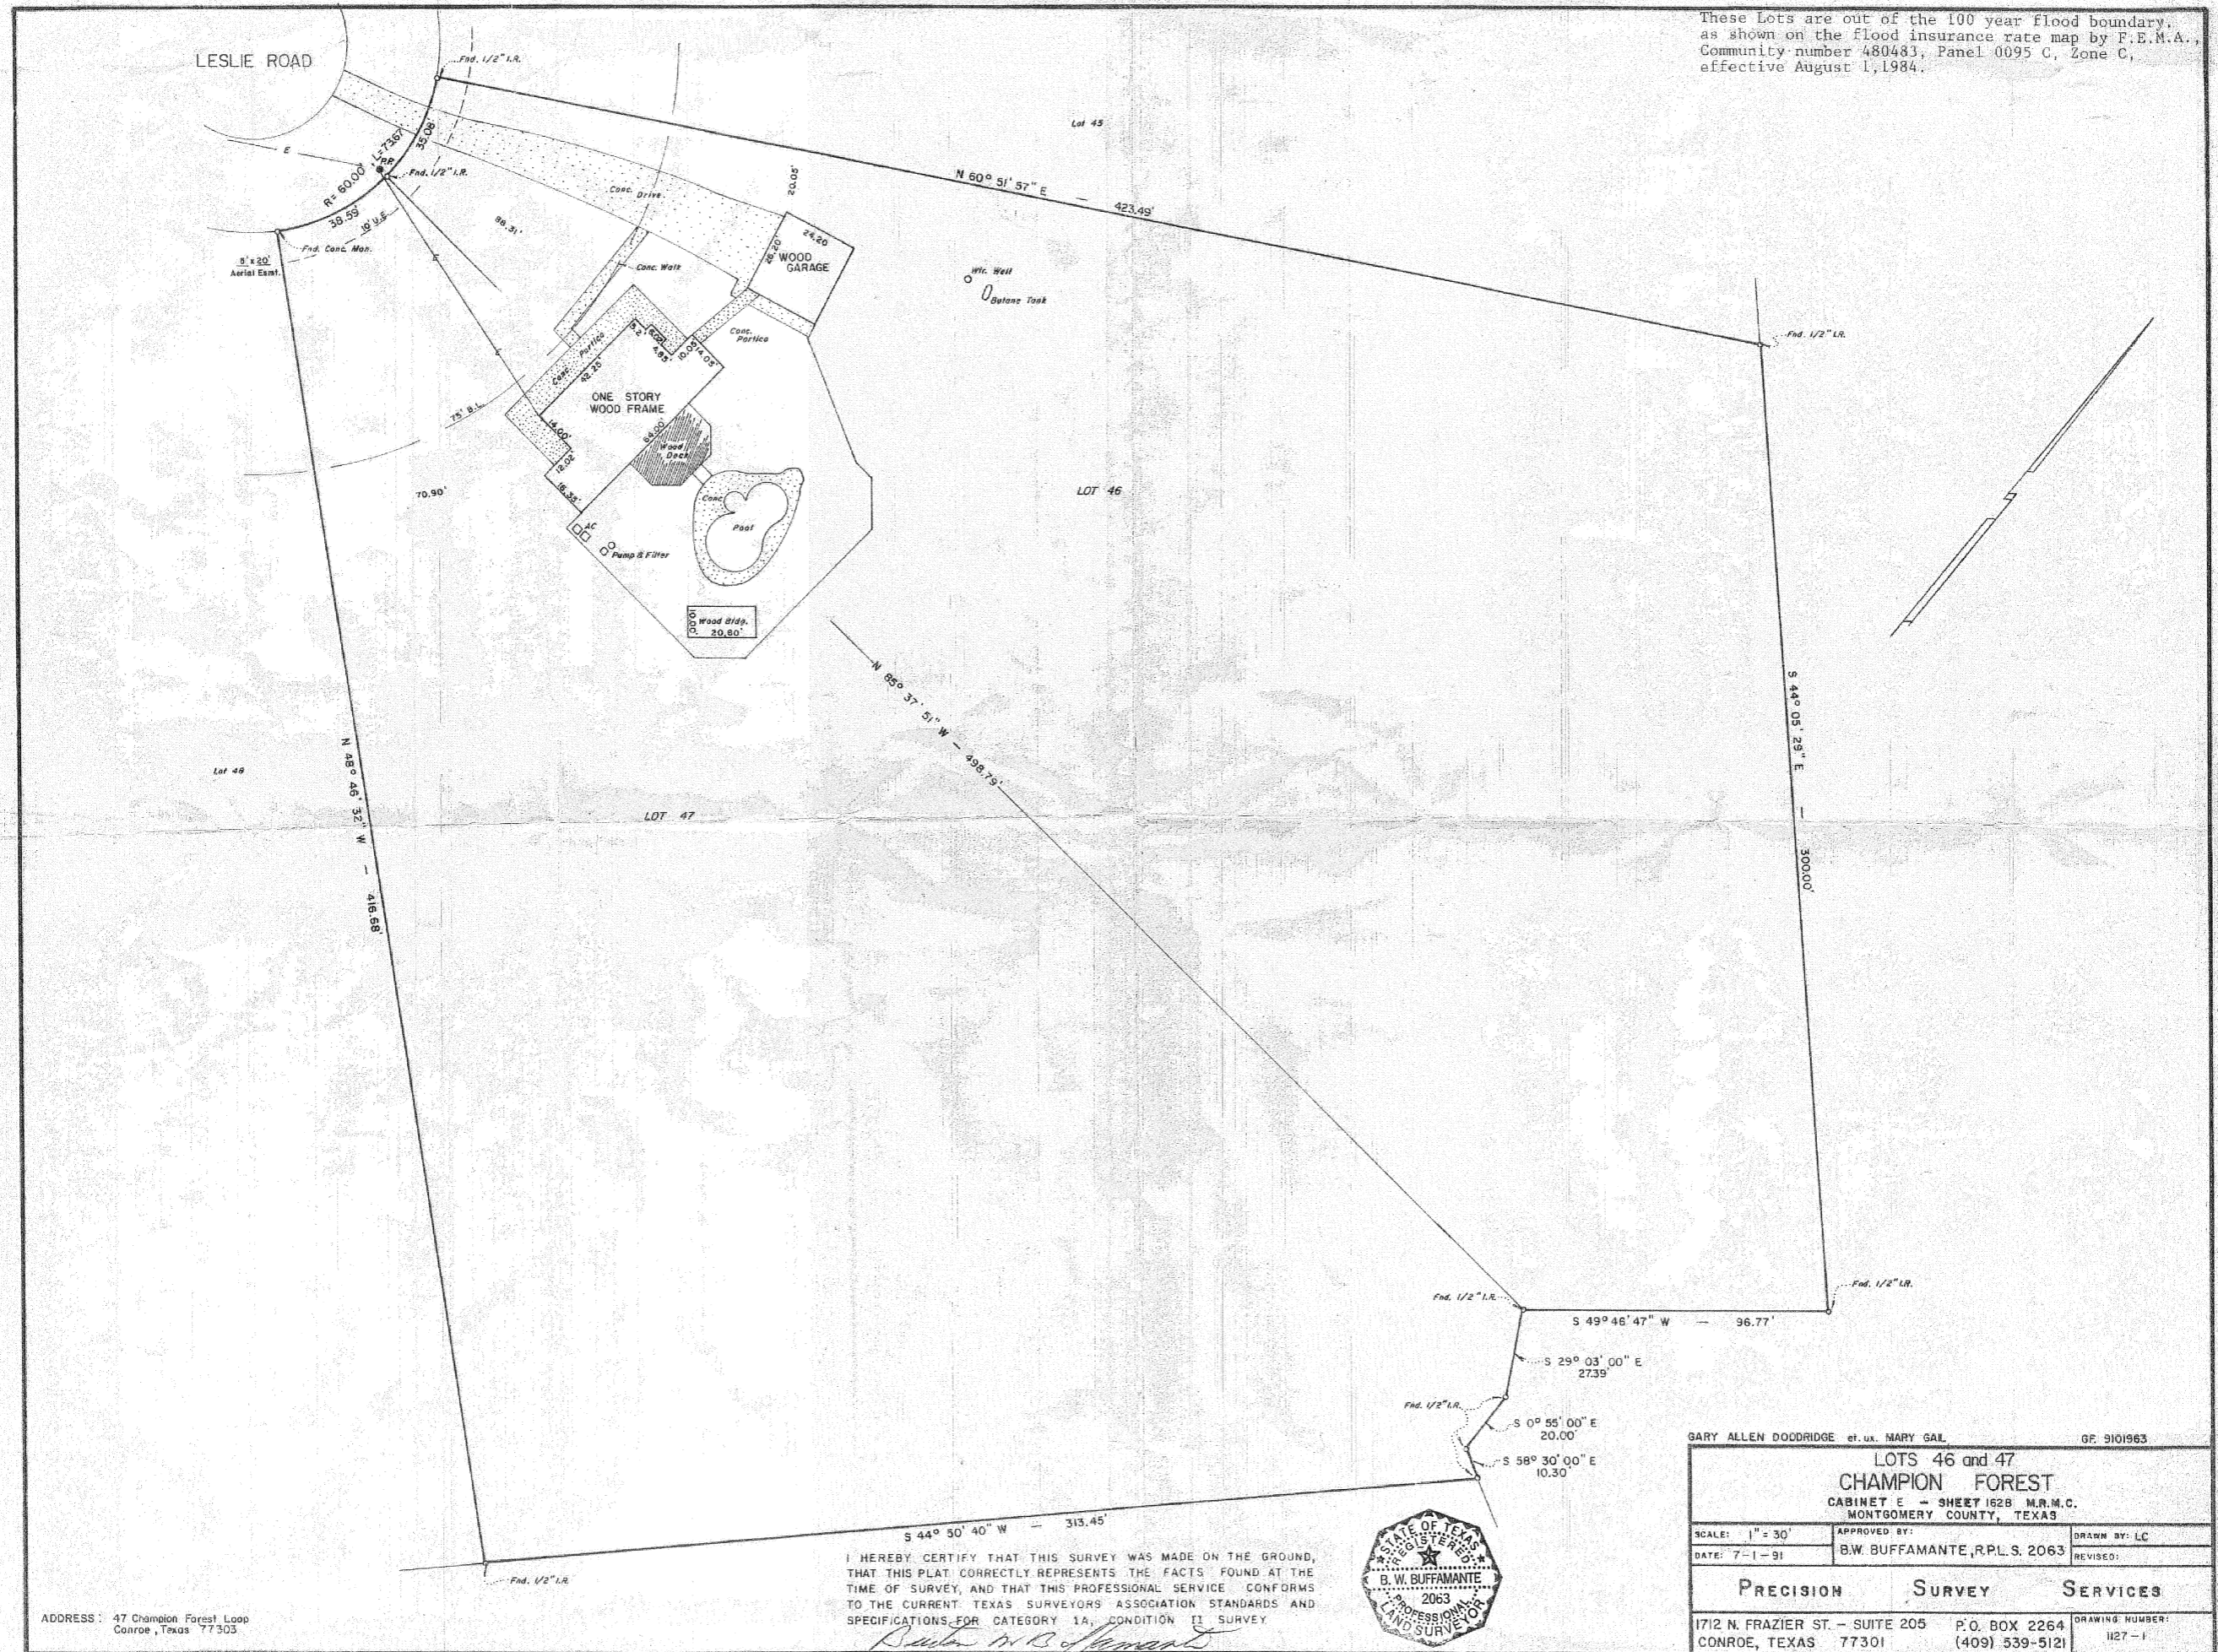 These Lots are out of the 100 year flood boundary,
as shown on the flood insurance rate map by F.E.M.A.,
Community number 480483, Panel 0095 C, Zone C,
effective August 1,1984.
LESLIE ROAD
Fnd. 1/2" I.R.
Lot 45
35.08'
L=73.67'
R= 60.00'
P.P.
Fnd. 1/2" I.R.
38.59'
10' U.E.
Fnd. Conc. Mon.
5' x 20'
Aerial Esmt.
E
E
E
88.31'
Conc.
Drive
20.05'
N 60° 51' 57" E — 423.49'
24.20
26.20'
WOOD
GARAGE
Conc. Walk
Wtr. Well
Butane Tank
Conc.
Portico
Conc. Portico
5.2'
4.85'
10.05'
14.05'
42.25'
Fnd. 1/2" I.R.
75' B.L.
ONE STORY
WOOD FRAME
14.00'
12.02'
16.35'
64.00'
Wood
Deck
Conc.
Pool
70.90'
LOT 46
AC
Pump & Filter
10.00'
Wood Bldg.
20.60'
N 85° 37' 51" W — 498.79'
S 44° 05' 29" E — 300.00'
N 48° 46' 32" W — 416.68'
Lot 48
LOT 47
Fnd. 1/2" I.R.
Fnd. 1/2" I.R.
S 49° 46' 47" W — 96.77'
S 29° 03' 00" E
27.39'
Fnd. 1/2" I.R.
S 0° 55' 00" E
20.00'
S 58° 30' 00" E
10.30'
S 44° 50' 40" W — 313.45'
Fnd. 1/2" I.R.
I HEREBY CERTIFY THAT THIS SURVEY WAS MADE ON THE GROUND,
THAT THIS PLAT CORRECTLY REPRESENTS THE FACTS FOUND AT THE
TIME OF SURVEY, AND THAT THIS PROFESSIONAL SERVICE CONFORMS
TO THE CURRENT TEXAS SURVEYORS ASSOCIATION STANDARDS AND
SPECIFICATIONS FOR CATEGORY 1A, CONDITION II SURVEY
STATE OF TEXAS
REGISTERED
B. W. BUFFAMANTE
2063
PROFESSIONAL
LAND SURVEYOR
ADDRESS: 47 Champion Forest Loop
Conroe, Texas 77303
GARY ALLEN DODDRIDGE et. ux. MARY GAIL GF. 9101963
LOTS 46 and 47
CHAMPION FOREST
CABINET E - SHEET 162B M.R.M.C.
MONTGOMERY COUNTY, TEXAS
SCALE: 1" = 30'
APPROVED BY:
B.W. BUFFAMANTE, R.P.L.S. 2063
DRAWN BY: LC
DATE: 7-1-91
REVISED:
PRECISION SURVEY SERVICES
1712 N. FRAZIER ST. - SUITE 205 P.O. BOX 2264
CONROE, TEXAS 77301 (409) 539-5121
DRAWING NUMBER:
1127-1